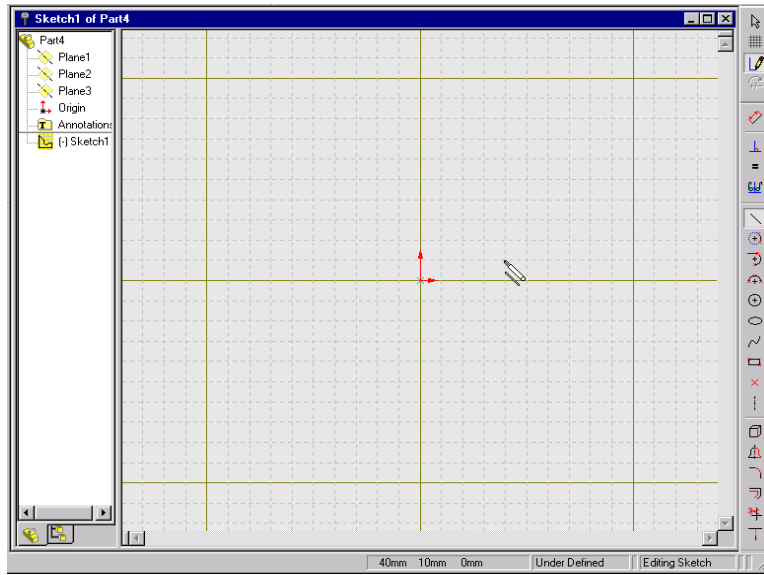 Sketch1 of Part4
Part4
Plane1
Plane2
Plane3
Origin
Annotations
(-) Sketch1
40mm 10mm 0mm Under Defined Editing Sketch